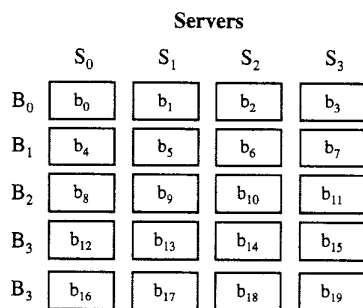 Servers
S0 S1 S2 S3
B0 b0 b1 b2 b3
B1 b4 b5 b6 b7
B2 b8 b9 b10 b11
B3 b12 b13 b14 b15
B3 b16 b17 b18 b19